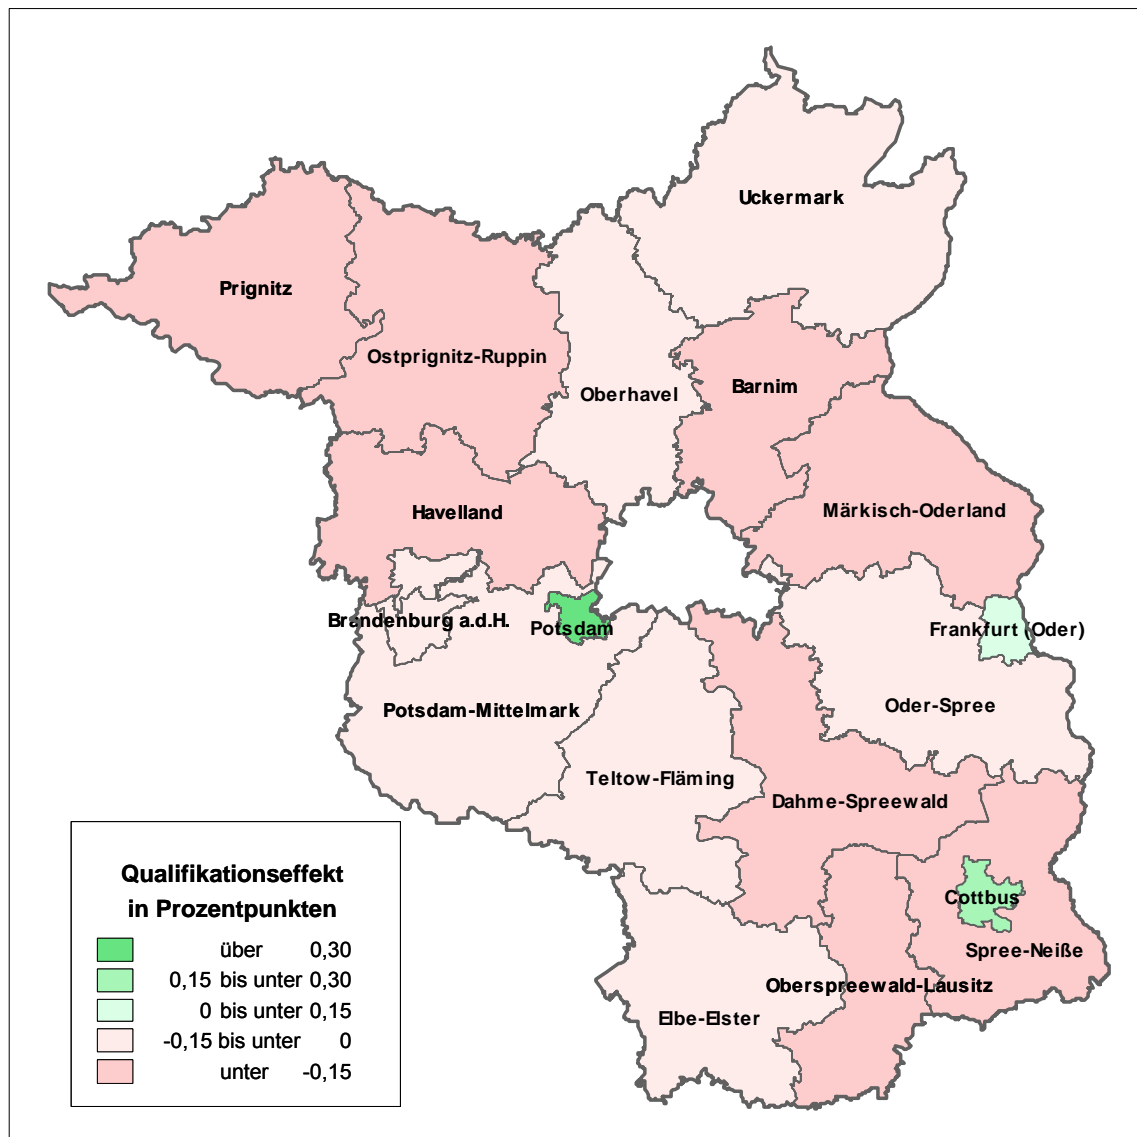 Uckermark
Prignitz
Ostprignitz-Ruppin
Oberhavel
Barnim
Havelland
Märkisch-Oderland
Brandenburg a.d.H.
Potsdam
Frankfurt (Oder)
Potsdam-Mittelmark
Oder-Spree
Teltow-Fläming
Dahme-Spreewald
Cottbus
Spree-Neiße
Oberspreewald-Lausitz
Elbe-Elster
Qualifikationseffekt
in Prozentpunkten
über 0,30
0,15 bis unter 0,30
0 bis unter 0,15
-0,15 bis unter 0
unter -0,15